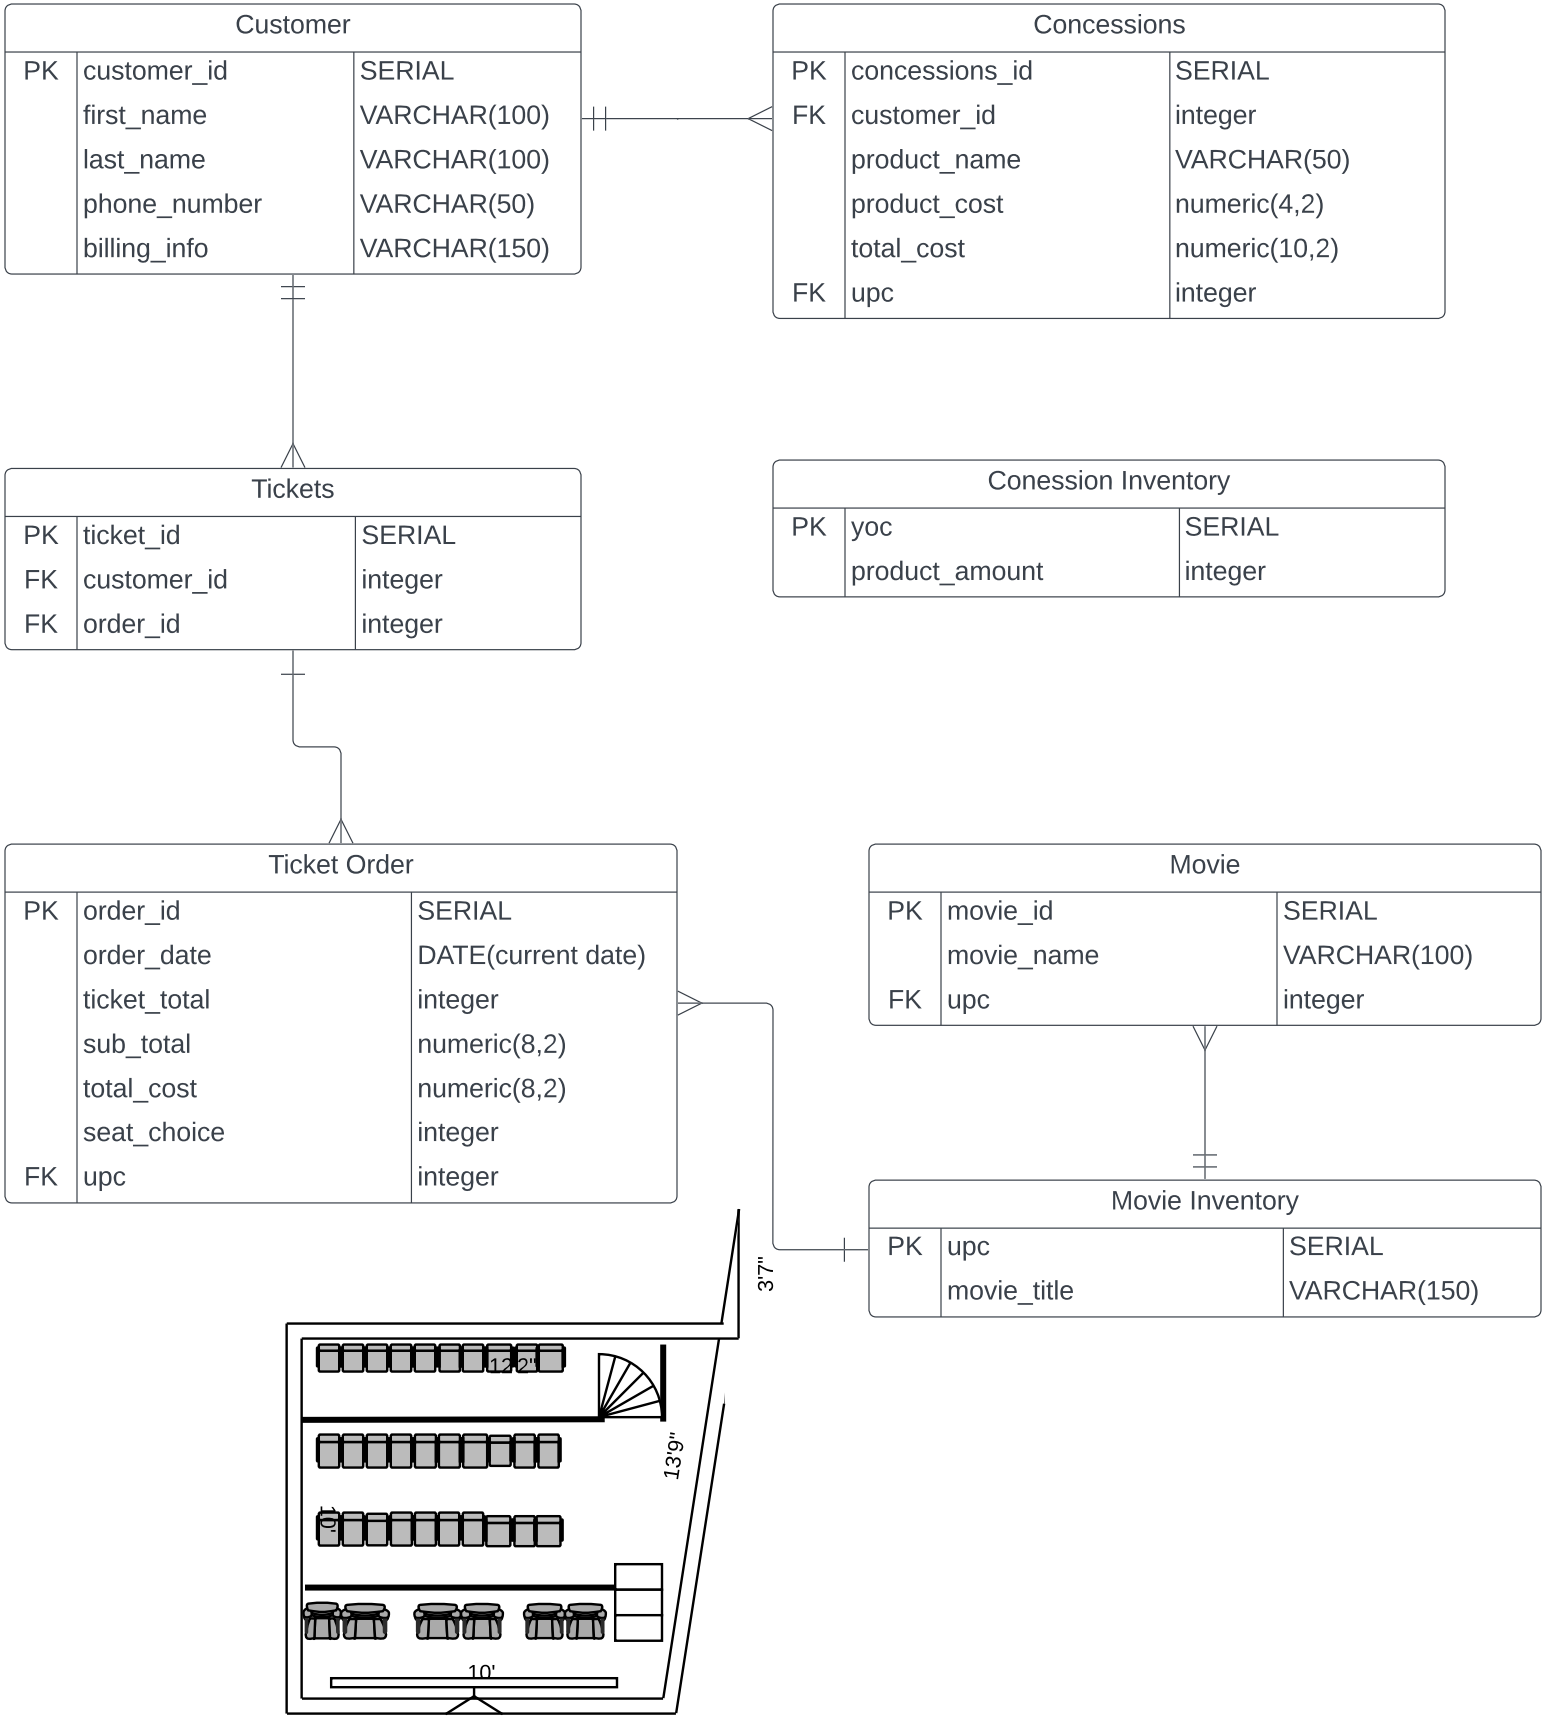 Customer
PK customer_id SERIAL
first_name VARCHAR(100)
last_name VARCHAR(100)
phone_number VARCHAR(50)
billing_info VARCHAR(150)
Concessions
PK concessions_id SERIAL
FK customer_id integer
product_name VARCHAR(50)
product_cost numeric(4,2)
total_cost numeric(10,2)
FK upc integer
Tickets
PK ticket_id SERIAL
FK customer_id integer
FK order_id integer
Conession Inventory
PK yoc SERIAL
product_amount integer
Ticket Order
PK order_id SERIAL
order_date DATE(current date)
ticket_total integer
sub_total numeric(8,2)
total_cost numeric(8,2)
seat_choice integer
FK upc integer
Movie
PK movie_id SERIAL
movie_name VARCHAR(100)
FK upc integer
Movie Inventory
PK upc SERIAL
movie_title VARCHAR(150)
3'7"
12'2"
13'9"
10'
10'